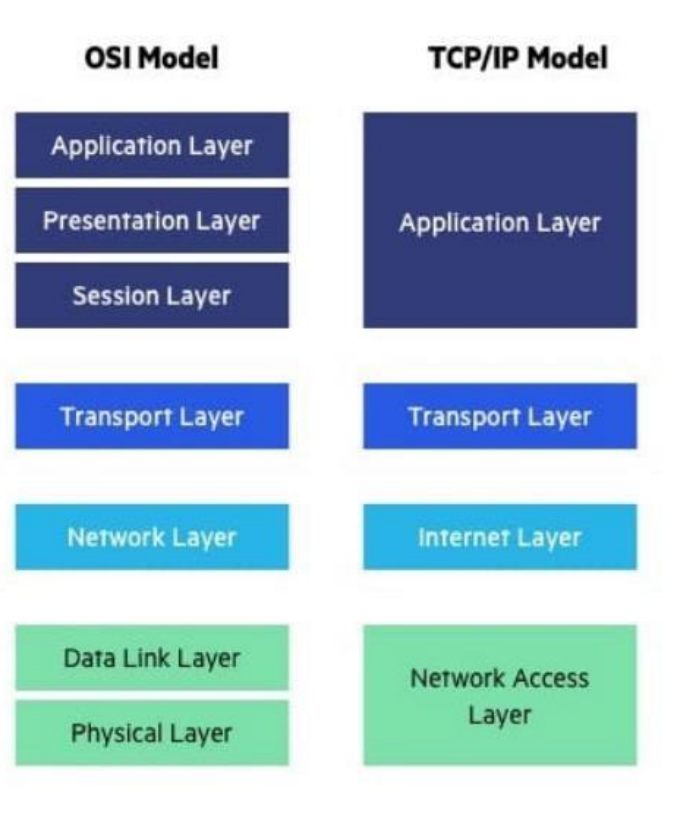 OSI Model
TCP/IP Model
Application Layer
Presentation Layer
Session Layer
Application Layer
Transport Layer
Transport Layer
Network Layer
Internet Layer
Data Link Layer
Physical Layer
Network Access
Layer